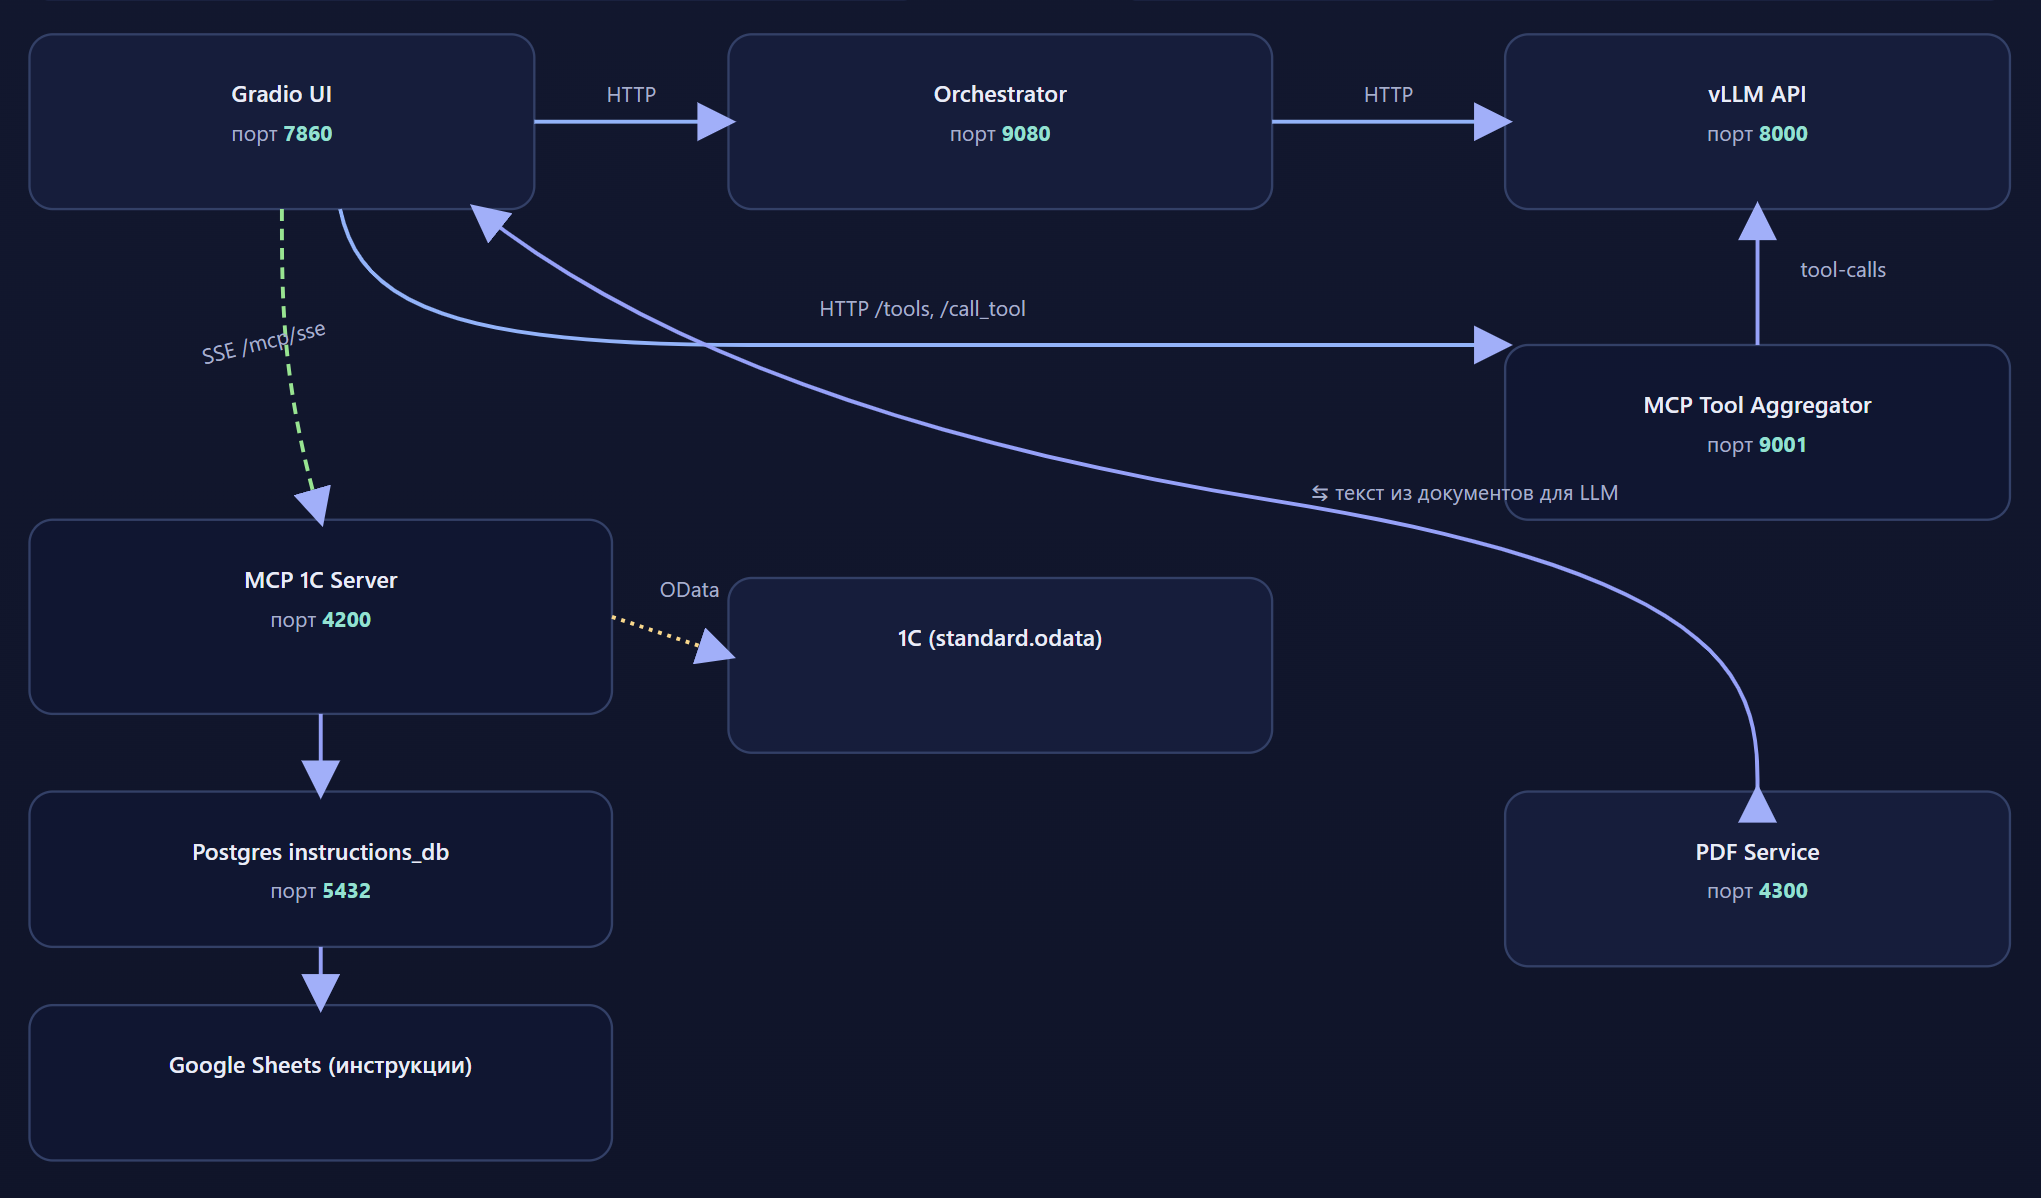 Gradio UI
порт 7860
HTTP
Orchestrator
порт 9080
HTTP
vLLM API
порт 8000
tool-calls
HTTP /tools, /call_tool
SSE /mcp/sse
MCP Tool Aggregator
порт 9001
⇆ текст из документов для LLM
MCP 1C Server
порт 4200
OData
1C (standard.odata)
Postgres instructions_db
порт 5432
PDF Service
порт 4300
Google Sheets (инструкции)